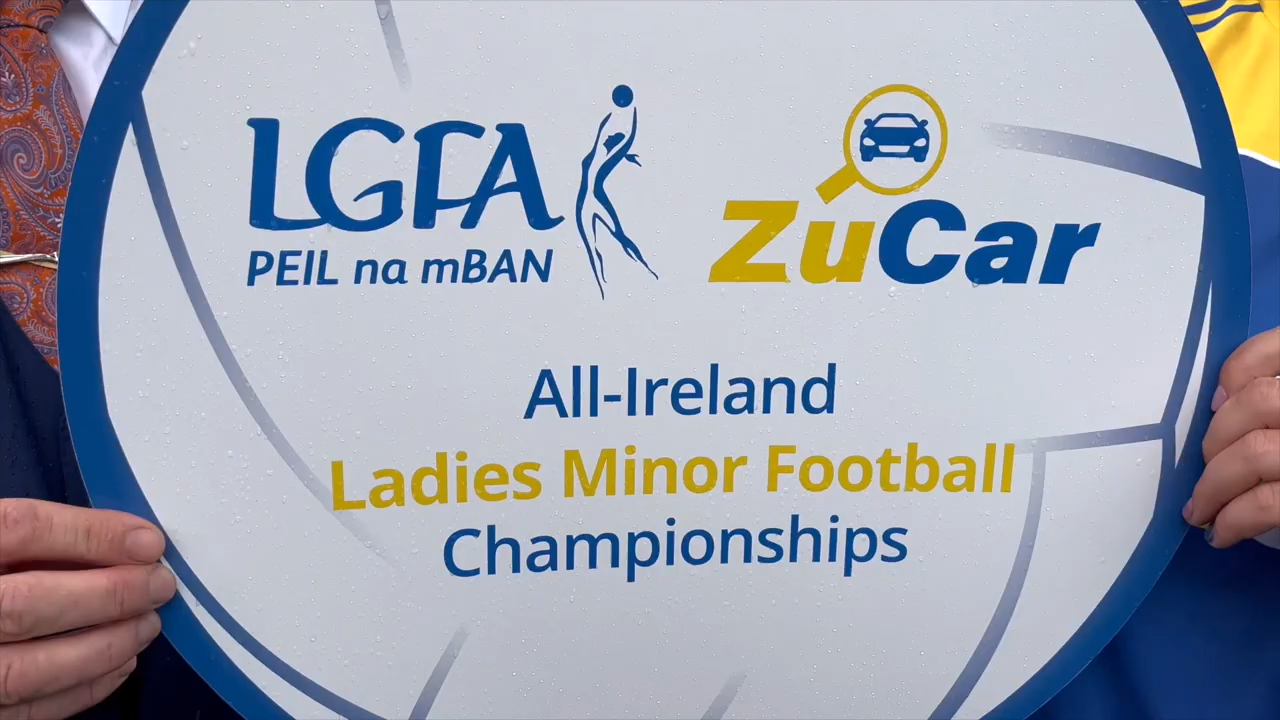 LGFA
PEIL na mBAN
ZuCar
All-Ireland
Ladies Minor Football
Championships